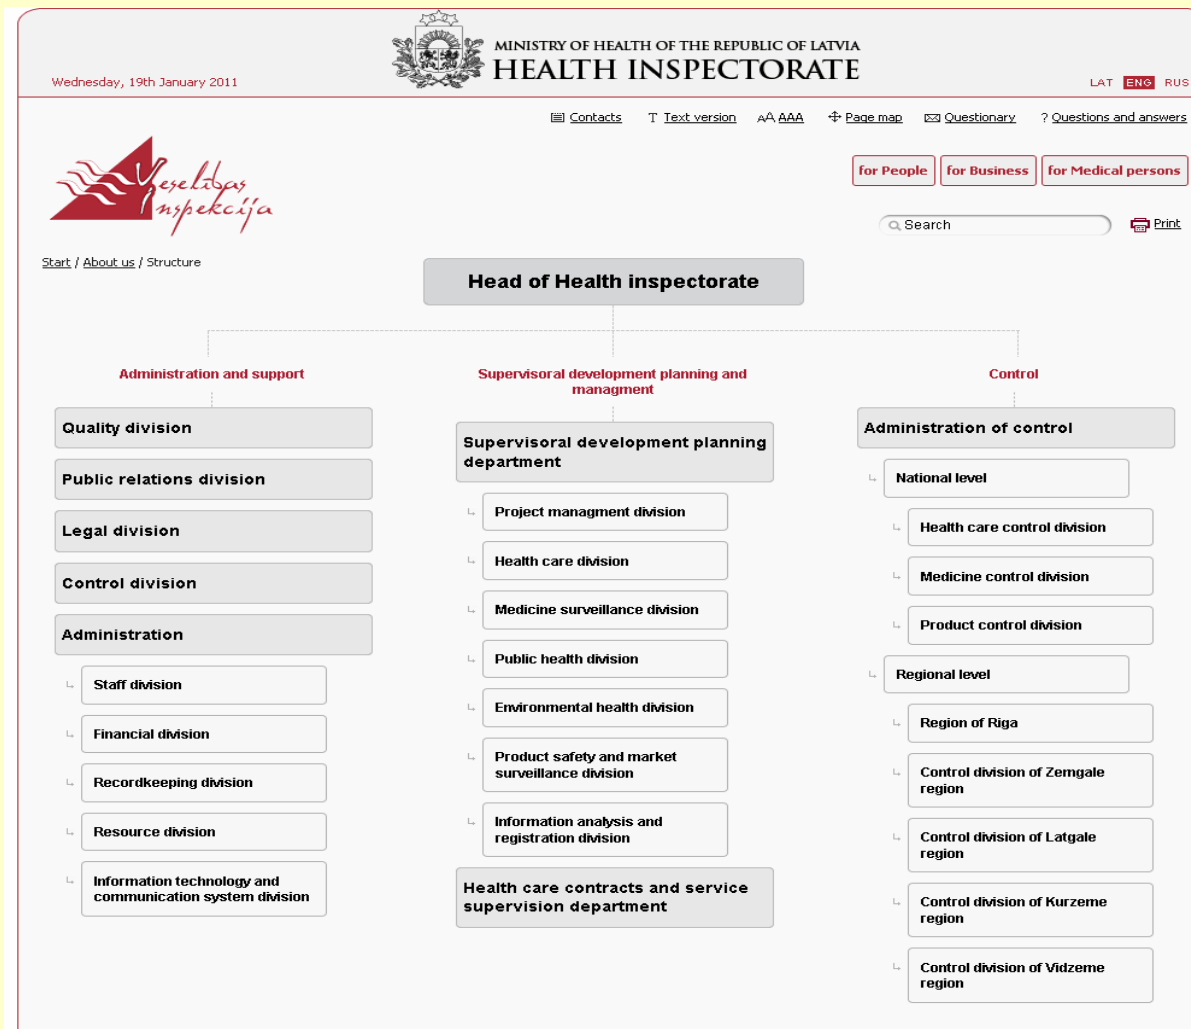 MINISTRY OF HEALTH OF THE REPUBLIC OF LATVIA
HEALTH INSPECTORATE
Wednesday, 19th January 2011
LAT ENG RUS
Contacts T Text version AA AAA Page map Questionary ? Questions and answers
Veselības
Inspekcija
for People for Business for Medical persons
Search Print
Start / About us / Structure
Head of Health inspectorate
Administration and support
Quality division
Public relations division
Legal division
Control division
Administration
Staff division
Financial division
Recordkeeping division
Resource division
Information technology and
communication system division
Supervisoral development planning and
managment
Supervisoral development planning
department
Project managment division
Health care division
Medicine surveillance division
Public health division
Environmental health division
Product safety and market
surveillance division
Information analysis and
registration division
Health care contracts and service
supervision department
Control
Administration of control
National level
Health care control division
Medicine control division
Product control division
Regional level
Region of Riga
Control division of Zemgale
region
Control division of Latgale
region
Control division of Kurzeme
region
Control division of Vidzeme
region